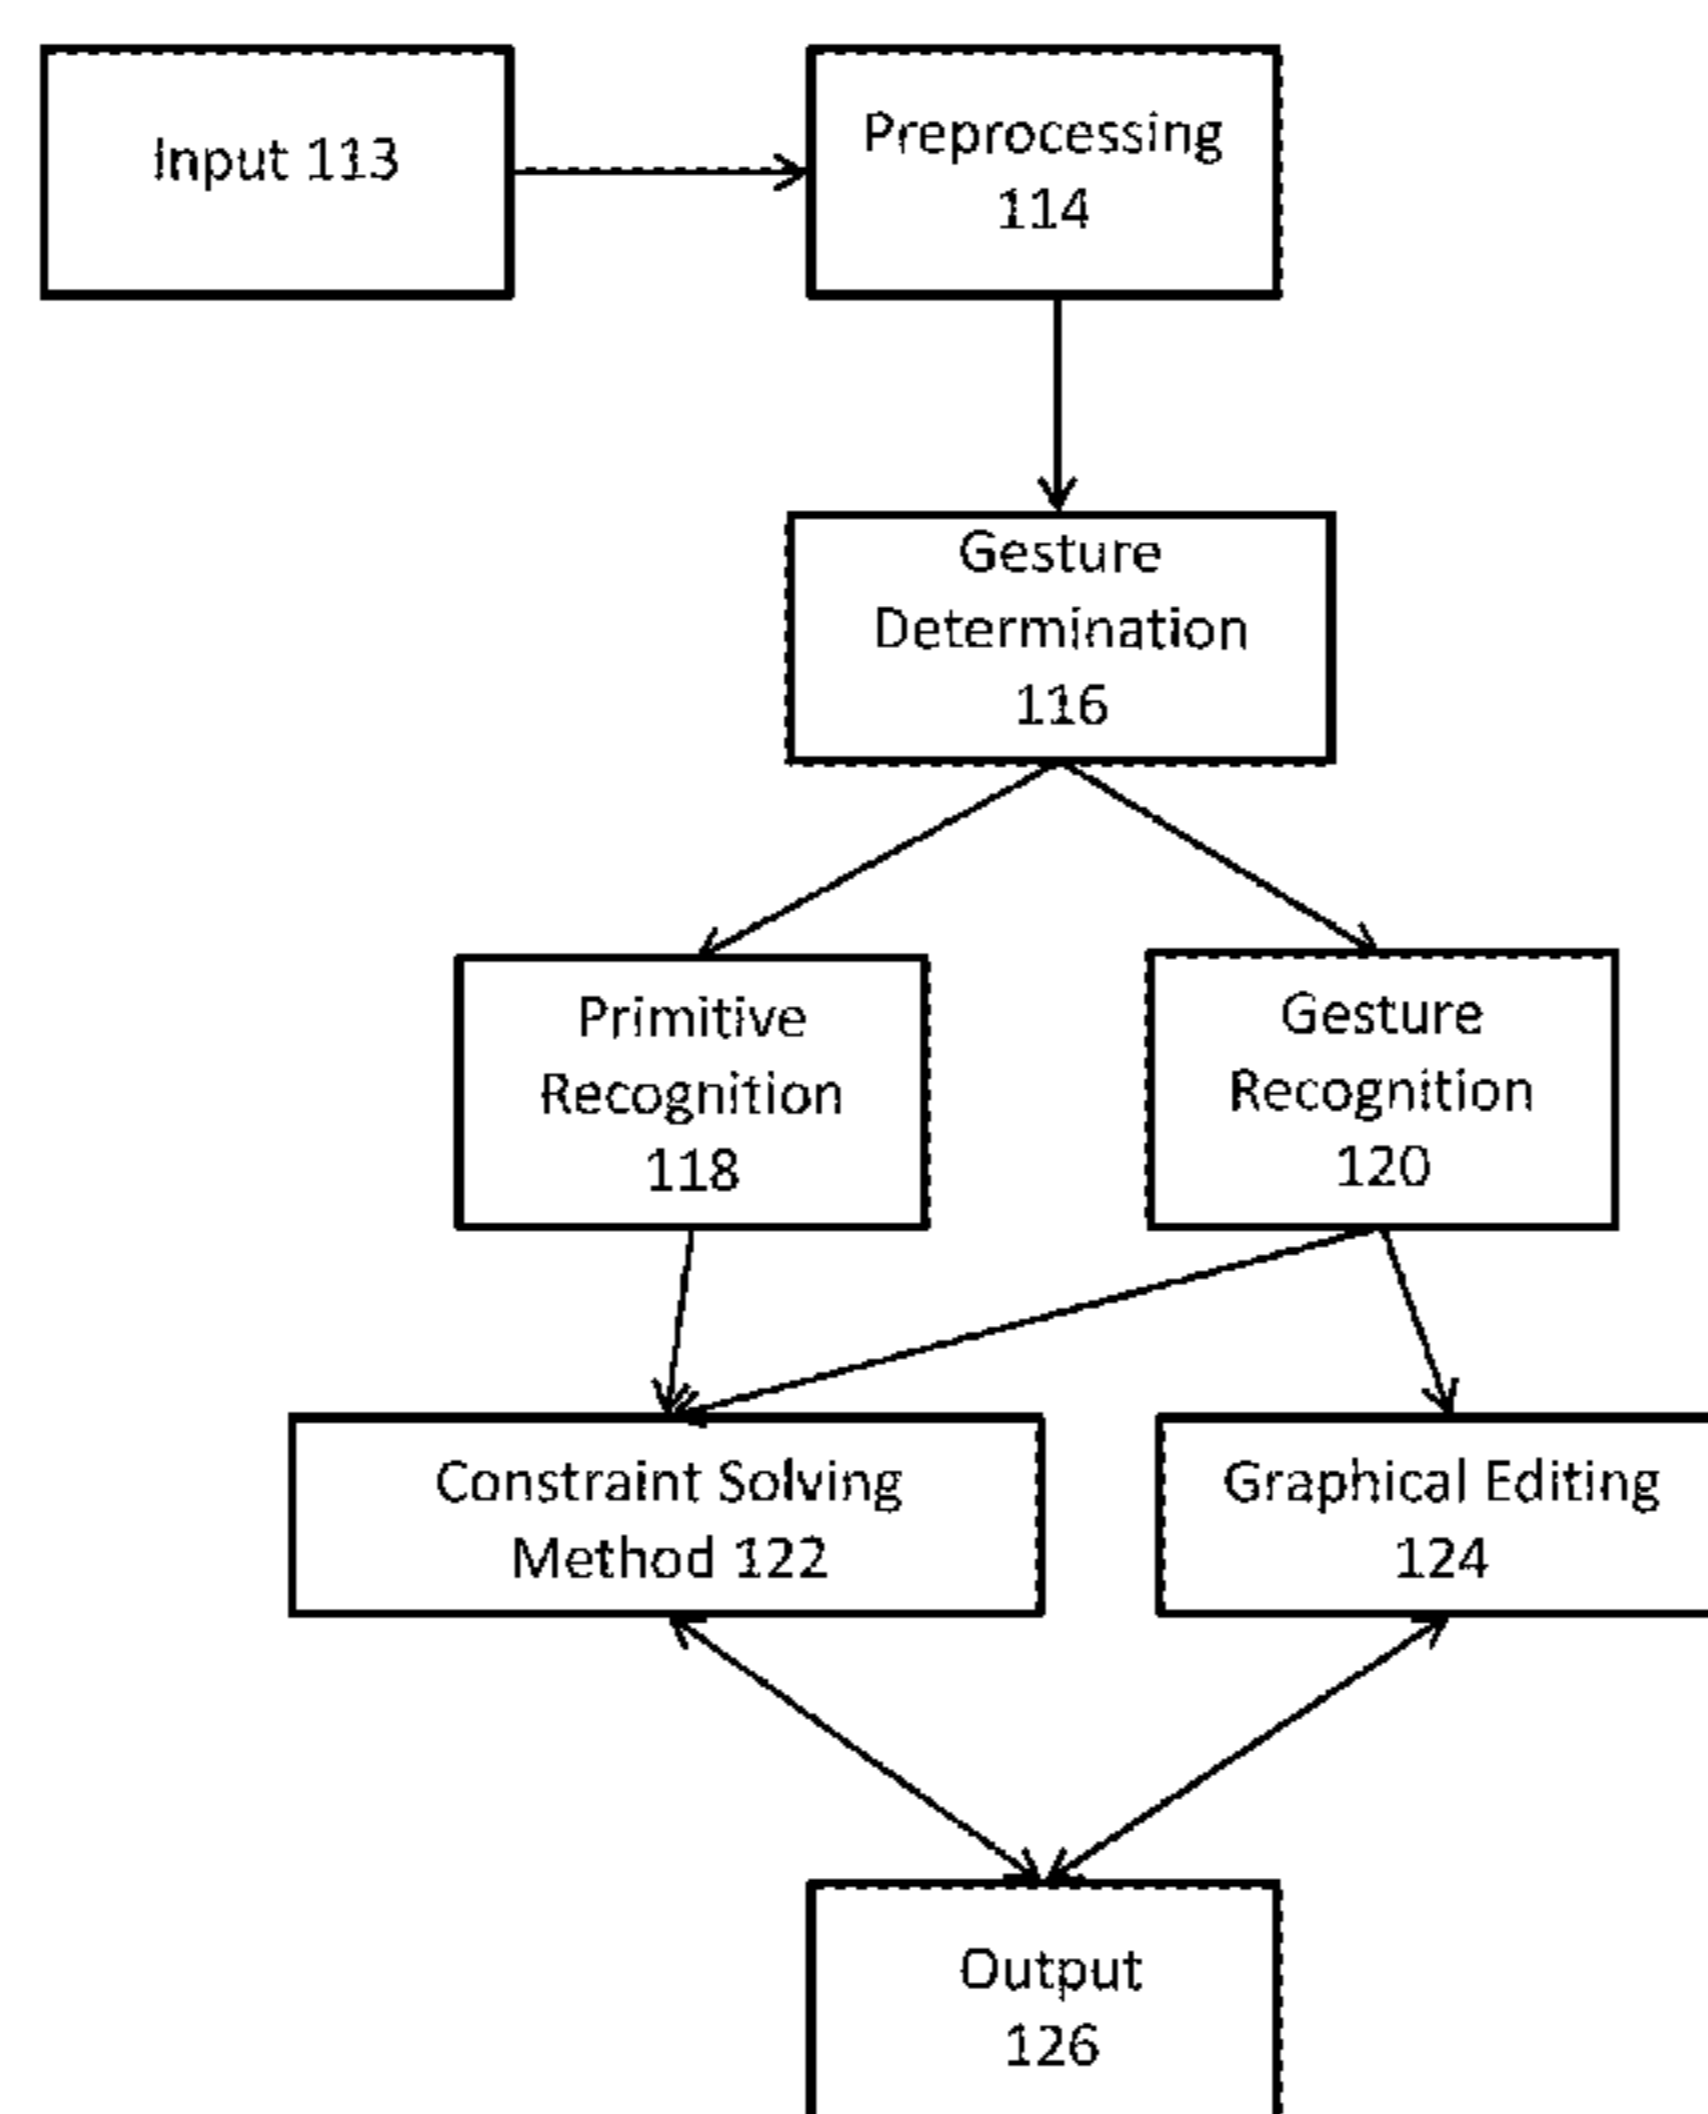 Input 113
Preprocessing
114
Gesture
Determination
116
Primitive
Recognition
118
Gesture
Recognition
120
Constraint Solving
Method 122
Graphical Editing
124
Output
126